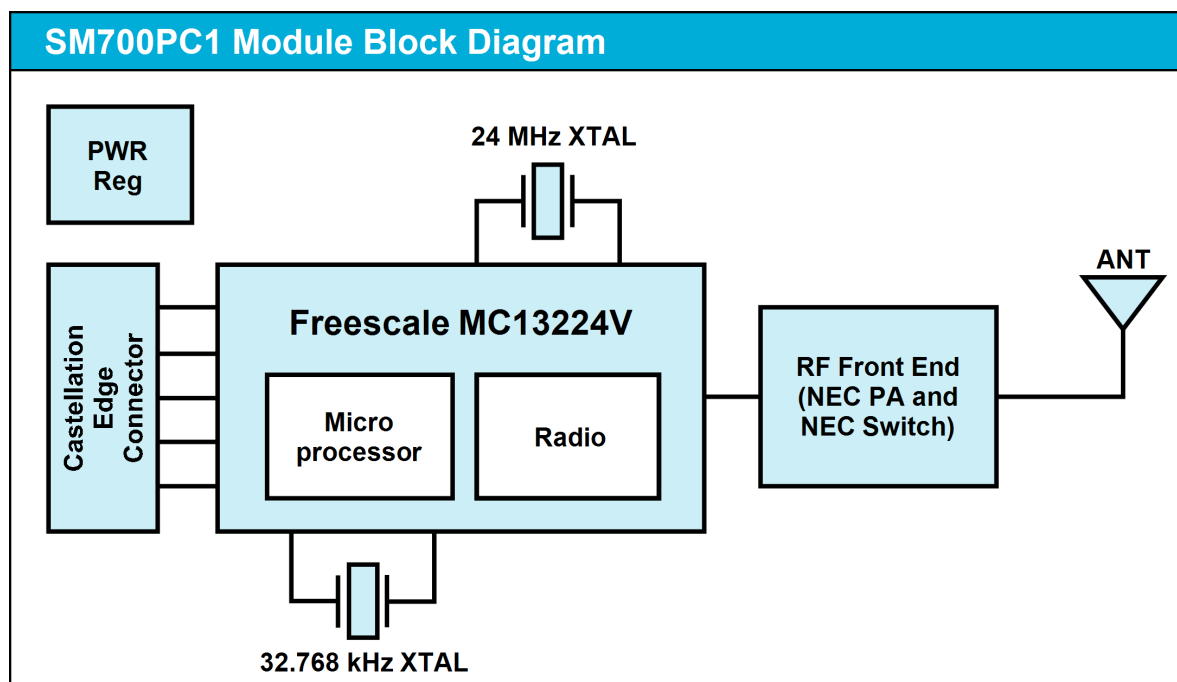 SM700PC1 Module Block Diagram
PWR
Reg
24 MHz XTAL
ANT
Castellation
Edge
Connector
Freescale MC13224V
Micro
processor
Radio
RF Front End
(NEC PA and
NEC Switch)
32.768 kHz XTAL